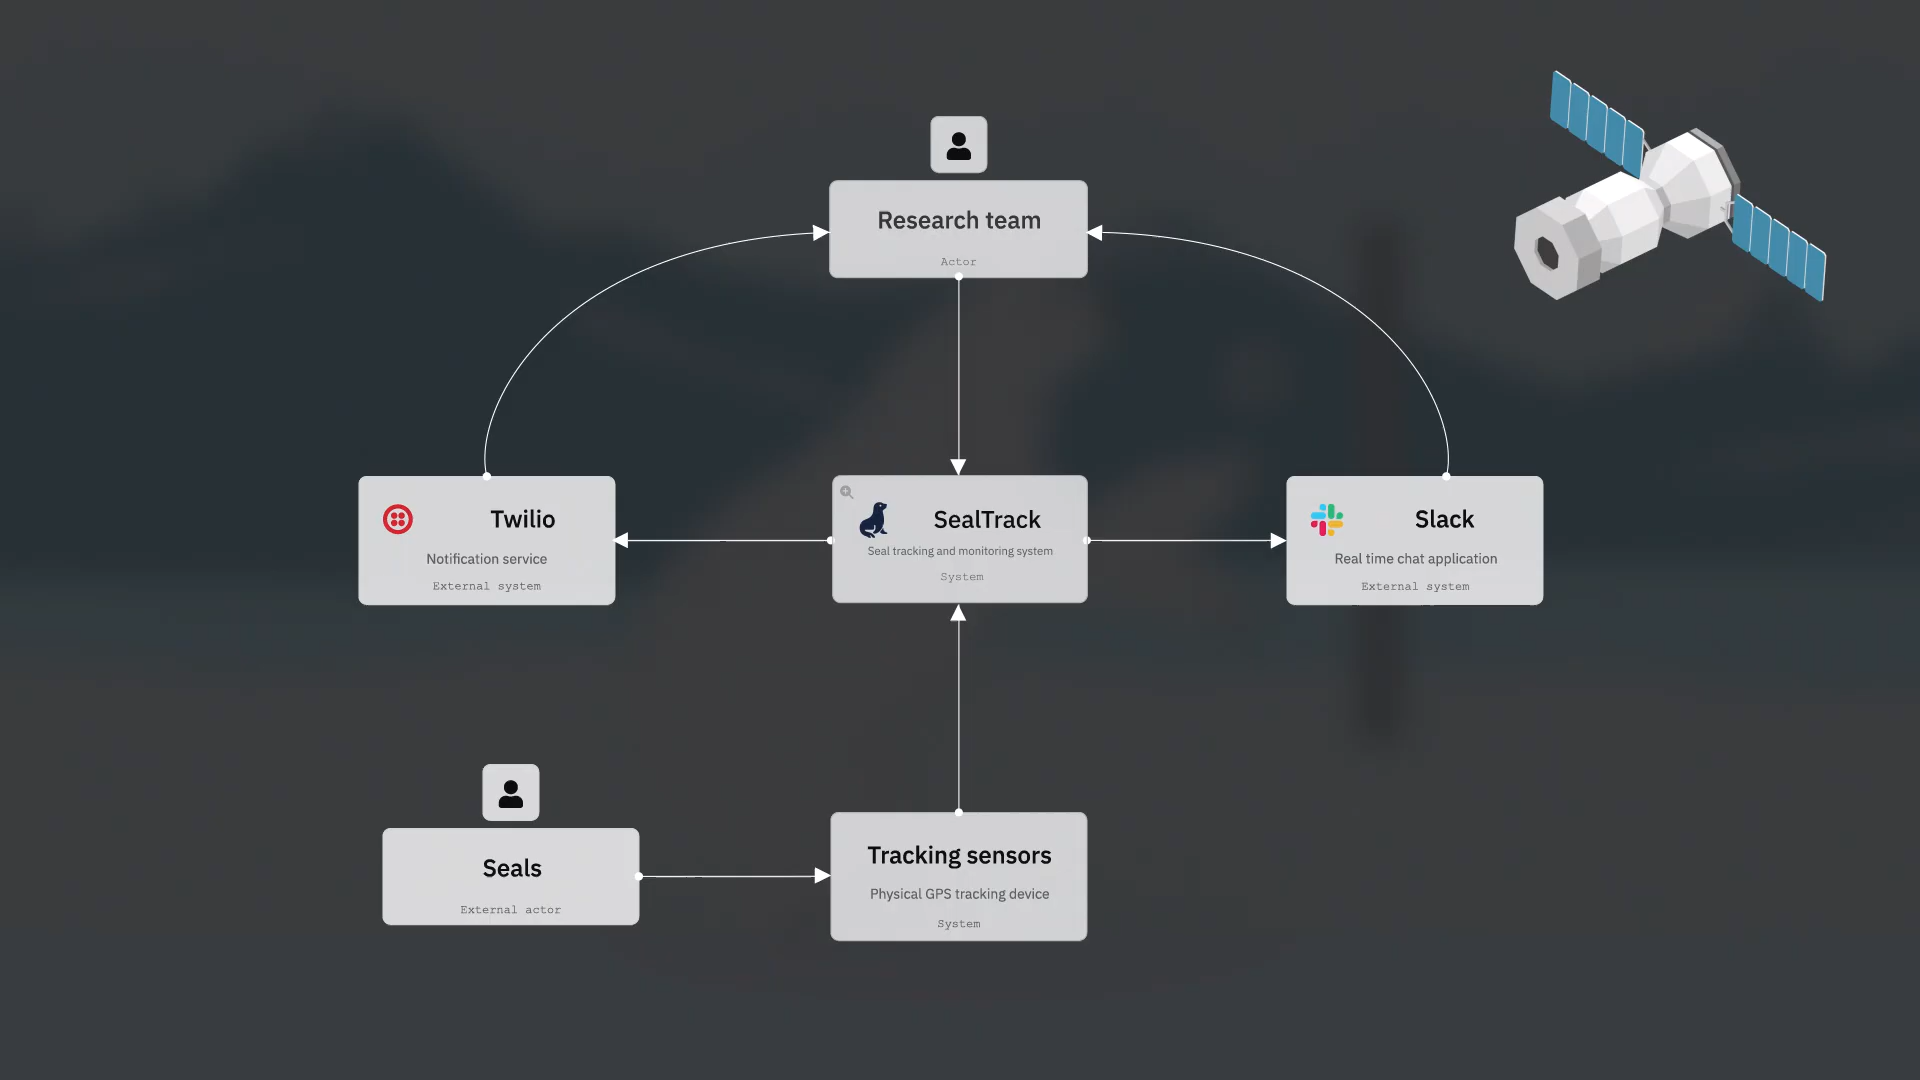 Research team
Actor
Twilio
Notification service
External system
SealTrack
Seal tracking and monitoring system
System
Slack
Real time chat application
External system
Seals
External actor
Tracking sensors
Physical GPS tracking device
System